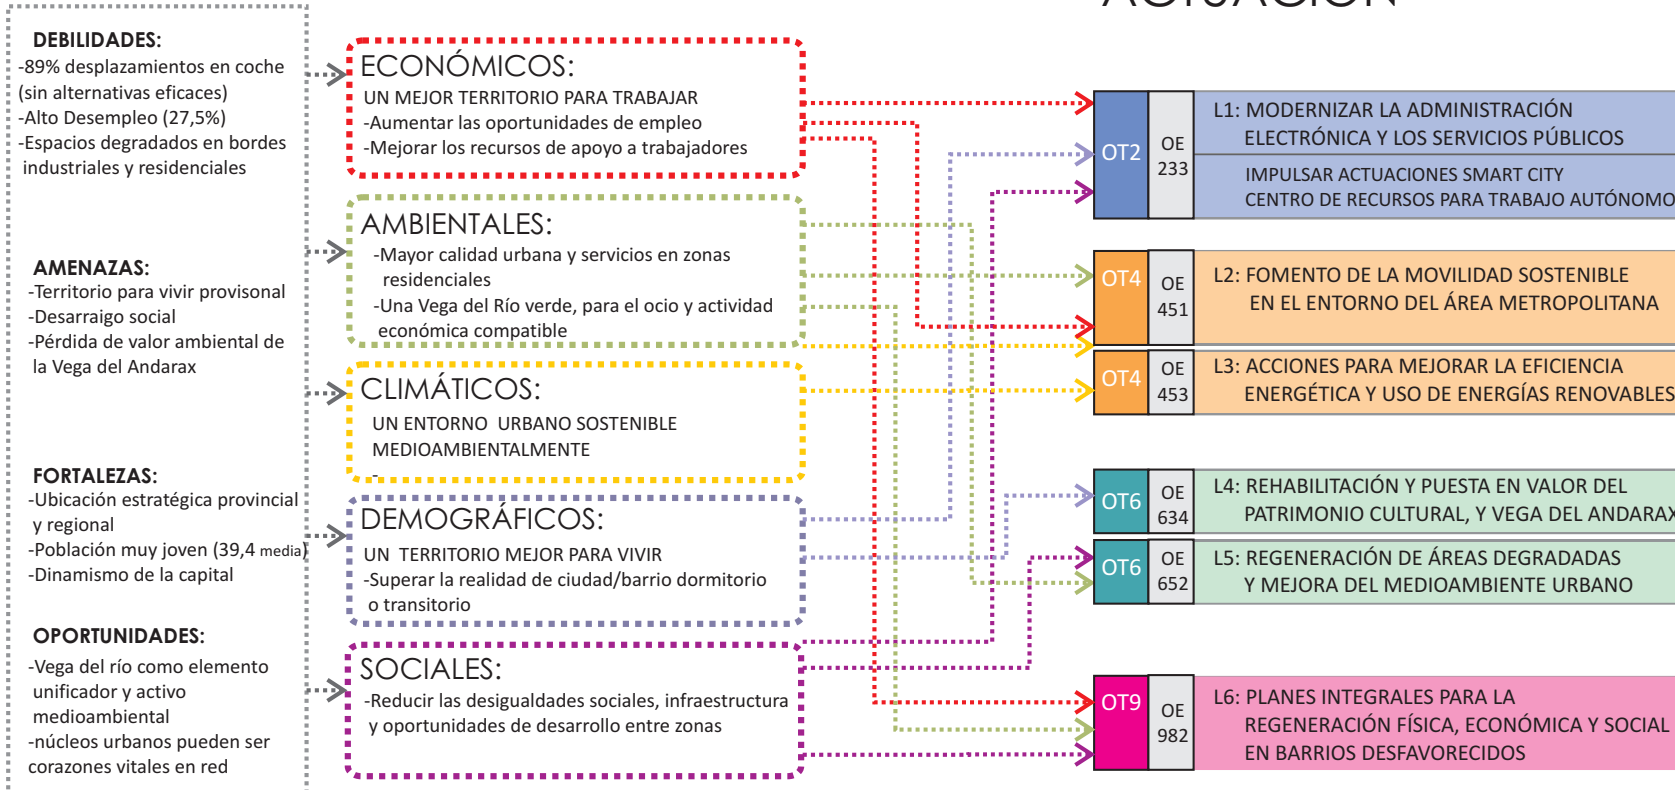 ACTUACIÓN
DEBILIDADES:
-89% desplazamientos en coche
(sin alternativas eficaces)
-Alto Desempleo (27,5%)
-Espacios degradados en bordes
industriales y residenciales
AMENAZAS:
-Territorio para vivir provisonal
-Desarraigo social
-Pérdida de valor ambiental de
la Vega del Andarax
FORTALEZAS:
-Ubicación estratégica provincial
y regional
-Población muy joven (39,4 media)
-Dinamismo de la capital
OPORTUNIDADES:
-Vega del río como elemento
unificador y activo
medioambiental
-núcleos urbanos pueden ser
corazones vitales en red
ECONÓMICOS:
UN MEJOR TERRITORIO PARA TRABAJAR
-Aumentar las oportunidades de empleo
-Mejorar los recursos de apoyo a trabajadores
AMBIENTALES:
-Mayor calidad urbana y servicios en zonas
residenciales
-Una Vega del Río verde, para el ocio y actividad
económica compatible
CLIMÁTICOS:
UN ENTORNO URBANO SOSTENIBLE
MEDIOAMBIENTALMENTE
-
DEMOGRÁFICOS:
UN TERRITORIO MEJOR PARA VIVIR
-Superar la realidad de ciudad/barrio dormitorio
o transitorio
SOCIALES:
-Reducir las desigualdades sociales, infraestructura
y oportunidades de desarrollo entre zonas
OT2
OE
233
L1: MODERNIZAR LA ADMINISTRACIÓN
ELECTRÓNICA Y LOS SERVICIOS PÚBLICOS
IMPULSAR ACTUACIONES SMART CITY
CENTRO DE RECURSOS PARA TRABAJO AUTÓNOMO
OT4
OE
451
L2: FOMENTO DE LA MOVILIDAD SOSTENIBLE
EN EL ENTORNO DEL ÁREA METROPOLITANA
OT4
OE
453
L3: ACCIONES PARA MEJORAR LA EFICIENCIA
ENERGÉTICA Y USO DE ENERGÍAS RENOVABLES
OT6
OE
634
L4: REHABILITACIÓN Y PUESTA EN VALOR DEL
PATRIMONIO CULTURAL, Y VEGA DEL ANDARAX
OT6
OE
652
L5: REGENERACIÓN DE ÁREAS DEGRADADAS
Y MEJORA DEL MEDIOAMBIENTE URBANO
OT9
OE
982
L6: PLANES INTEGRALES PARA LA
REGENERACIÓN FÍSICA, ECONÓMICA Y SOCIAL
EN BARRIOS DESFAVORECIDOS